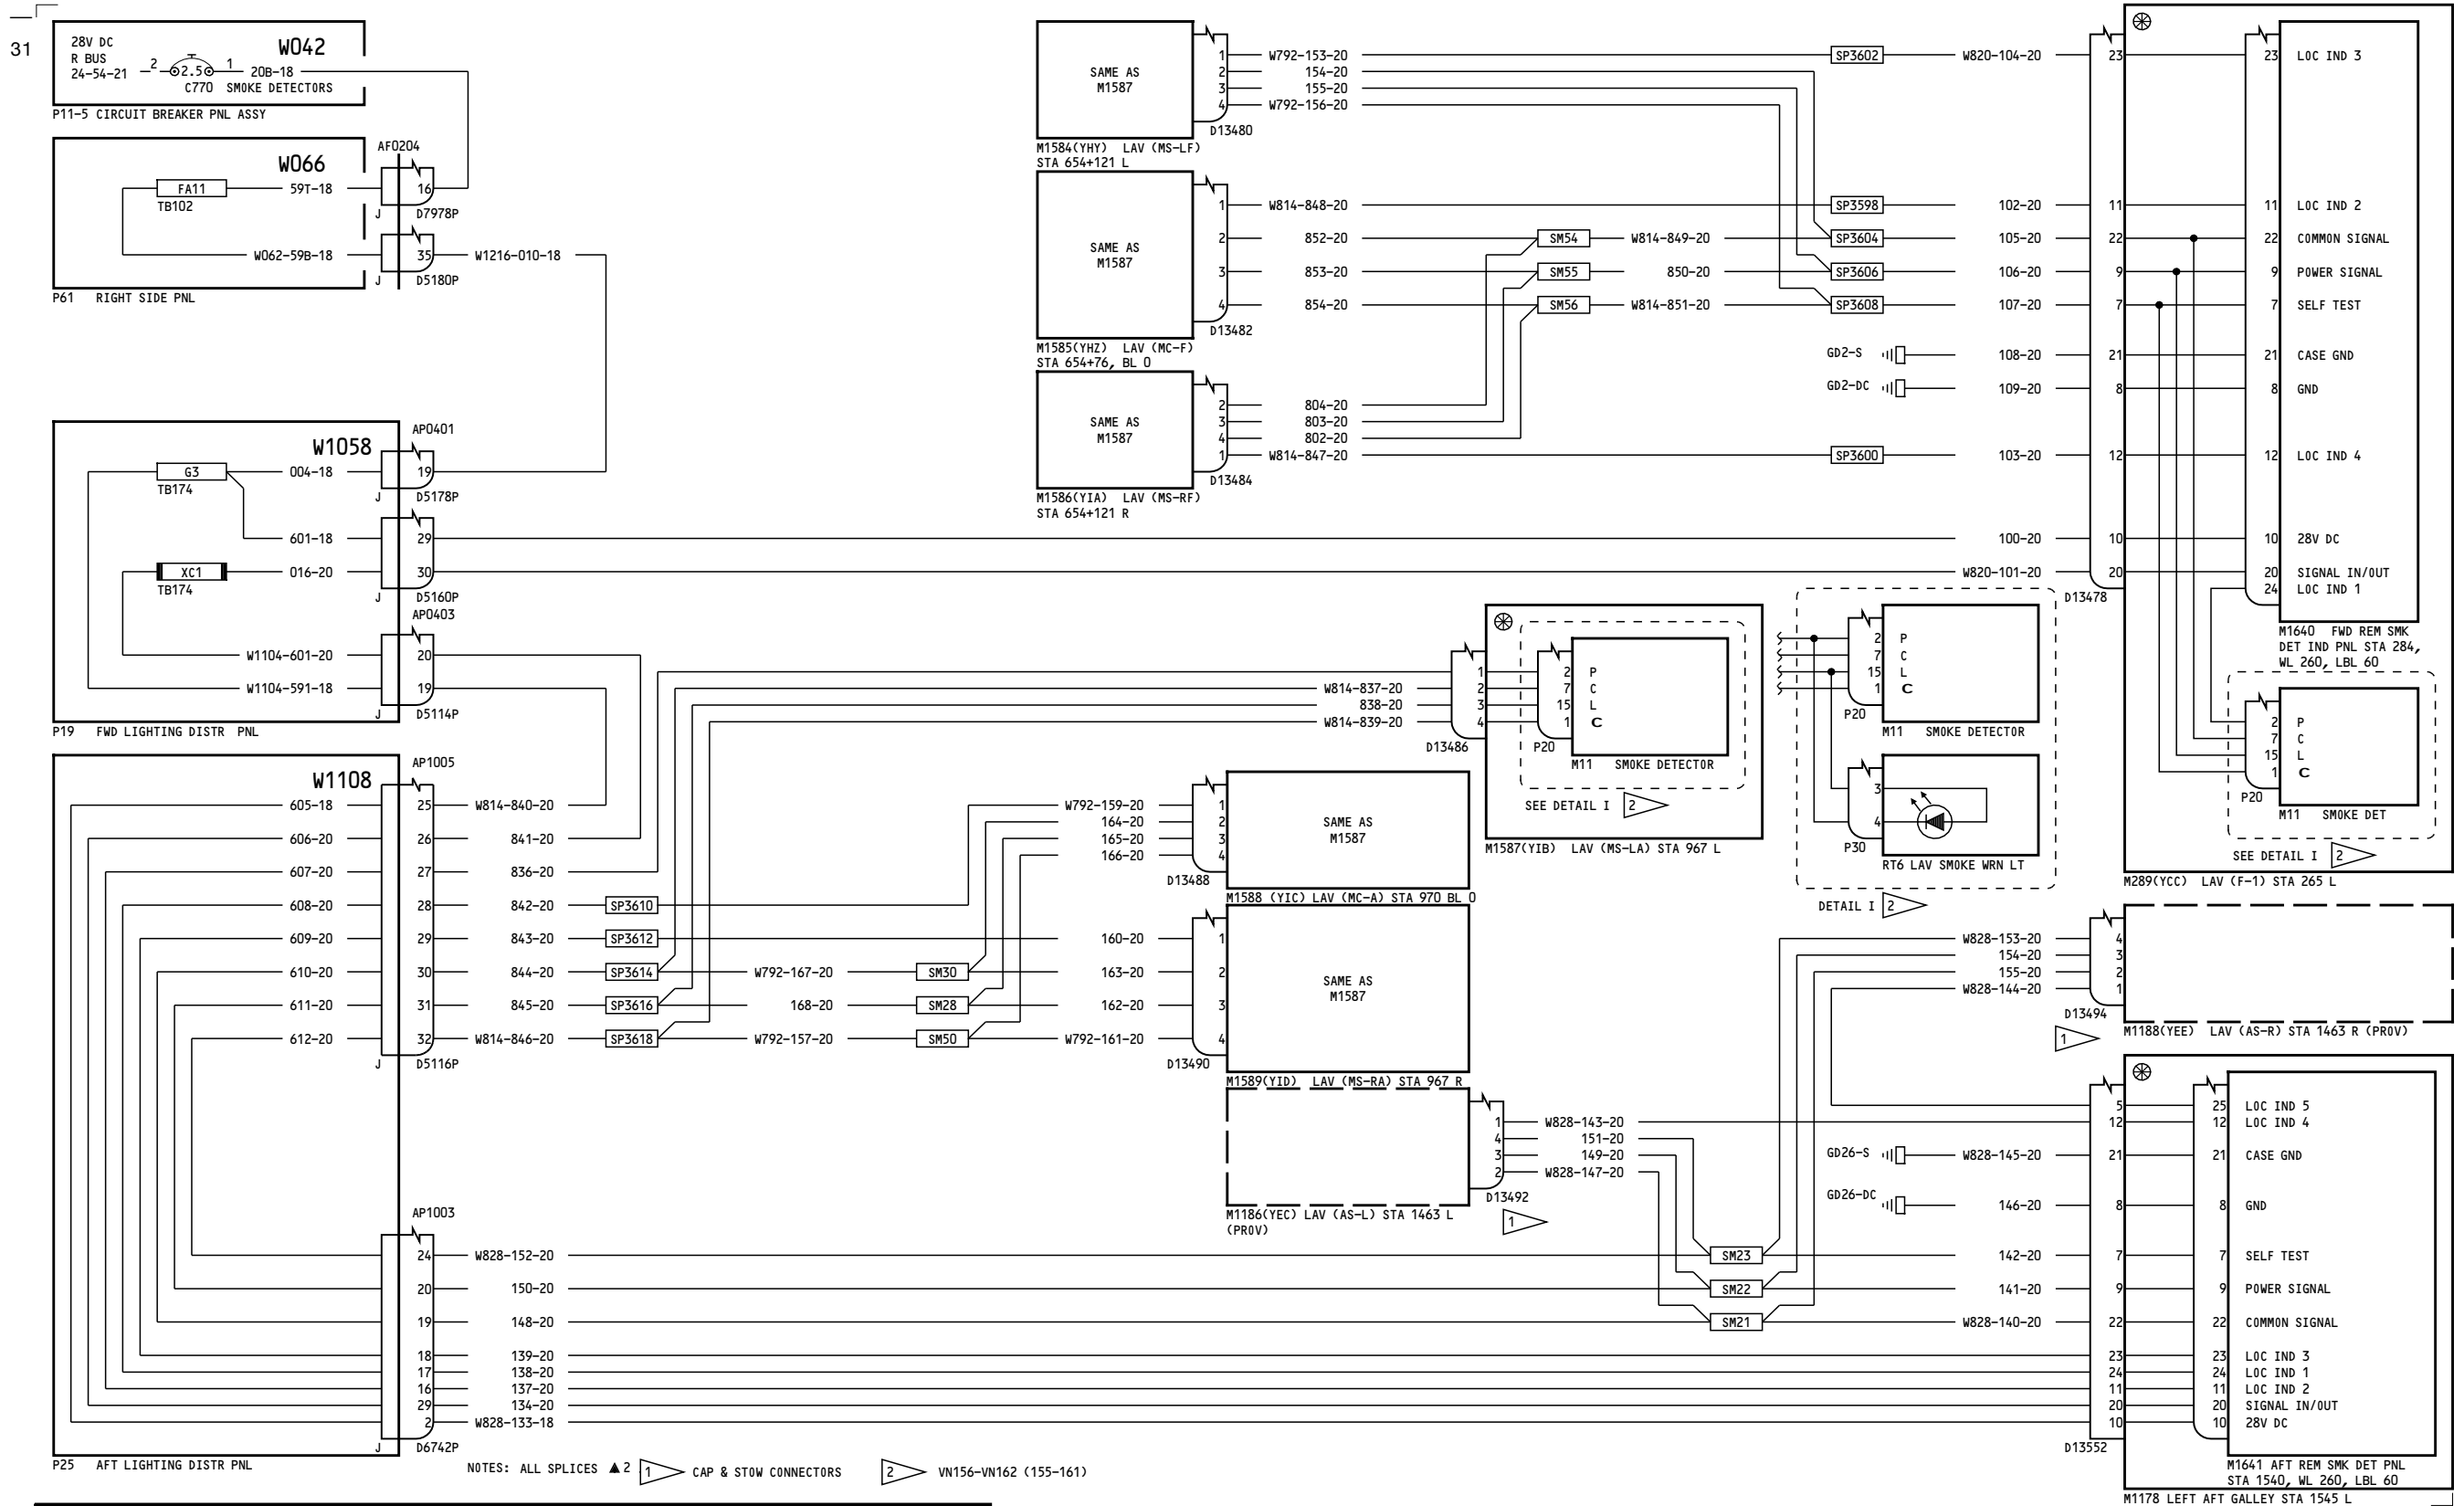 31
28V DC
R BUS
24-54-21
2
2.5
1
W042
20B-18
C770 SMOKE DETECTORS
P11-5 CIRCUIT BREAKER PNL ASSY
AF0204
W066
FA11
TB102
59T-18
16
J D7978P
W062-59B-18
35
W1216-010-18
J D5180P
P61 RIGHT SIDE PNL
AP0401
W1058
G3
TB174
004-18
19
J D5178P
601-18
29
XC1
TB174
016-20
30
J D5160P
AP0403
W1104-601-20
20
W1104-591-18
19
J D5114P
P19 FWD LIGHTING DISTR PNL
AP1005
W1108
605-18 25 W814-840-20
606-20 26 841-20
607-20 27 836-20
608-20 28 842-20 SP3610
609-20 29 843-20 SP3612
610-20 30 844-20 SP3614 W792-167-20 SM30
611-20 31 845-20 SP3616 168-20 SM28
612-20 32 W814-846-20 SP3618 W792-157-20 SM50
J D5116P
AP1003
24 W828-152-20
20 150-20
19 148-20
18 139-20
17 138-20
16 137-20
29 134-20
2 W828-133-18
J D6742P
P25 AFT LIGHTING DISTR PNL
SAME AS
M1587
1 W792-153-20 SP3602 W820-104-20 23
2 154-20
3 155-20
4 W792-156-20
D13480
M1584(YHY) LAV (MS-LF)
STA 654+121 L
SAME AS
M1587
1 W814-848-20 SP3598 102-20 11
2 852-20 SM54 W814-849-20 SP3604 105-20 22
3 853-20 SM55 850-20 SP3606 106-20 9
4 854-20 SM56 W814-851-20 SP3608 107-20 7
D13482
M1585(YHZ) LAV (MC-F)
STA 654+76, BL 0
GD2-S 108-20 21
GD2-DC 109-20 8
SAME AS
M1587
2 804-20
3 803-20
4 802-20
1 W814-847-20 SP3600 103-20 12
D13484
M1586(YIA) LAV (MS-RF)
STA 654+121 R
100-20 10
W820-101-20 20
D13478
23 LOC IND 3
11 LOC IND 2
22 COMMON SIGNAL
9 POWER SIGNAL
7 SELF TEST
21 CASE GND
8 GND
12 LOC IND 4
10 28V DC
20 SIGNAL IN/OUT
24 LOC IND 1
M1640 FWD REM SMK
DET IND PNL STA 284,
WL 260, LBL 60
2 P
7 C
15 L
1 C
P20
M11 SMOKE DET
SEE DETAIL I 2
M289(YCC) LAV (F-1) STA 265 L
1
W814-837-20 2
838-20 3
W814-839-20 4
D13486
2 P
7 C
15 L
1 C
P20
M11 SMOKE DETECTOR
SEE DETAIL I 2
M1587(YIB) LAV (MS-LA) STA 967 L
2 P
7 C
15 L
1 C
P20
M11 SMOKE DETECTOR
3
4
P30
RT6 LAV SMOKE WRN LT
DETAIL I 2
W792-159-20 1
164-20 2
165-20 3
166-20 4
D13488
SAME AS
M1587
M1588 (YIC) LAV (MC-A) STA 970 BL 0
160-20 1
163-20 2
162-20 3
W792-161-20 4
D13490
SAME AS
M1587
M1589(YID) LAV (MS-RA) STA 967 R
1 W828-143-20
4 151-20
3 149-20
2 W828-147-20
D13492
M1186(YEC) LAV (AS-L) STA 1463 L
(PROV)
1
W828-153-20 4
154-20 3
155-20 2
W828-144-20 1
D13494
M1188(YEE) LAV (AS-R) STA 1463 R (PROV)
1
5 25 LOC IND 5
12 12 LOC IND 4
GD26-S W828-145-20 21 21 CASE GND
GD26-DC 146-20 8 8 GND
SM23 142-20 7 7 SELF TEST
SM22 141-20 9 9 POWER SIGNAL
SM21 W828-140-20 22 22 COMMON SIGNAL
23 23 LOC IND 3
24 24 LOC IND 1
11 11 LOC IND 2
20 20 SIGNAL IN/OUT
10 10 28V DC
D13552
M1641 AFT REM SMK DET PNL
STA 1540, WL 260, LBL 60
M1178 LEFT AFT GALLEY STA 1545 L
NOTES: ALL SPLICES ▲2 1 CAP & STOW CONNECTORS 2 VN156-VN162 (155-161)